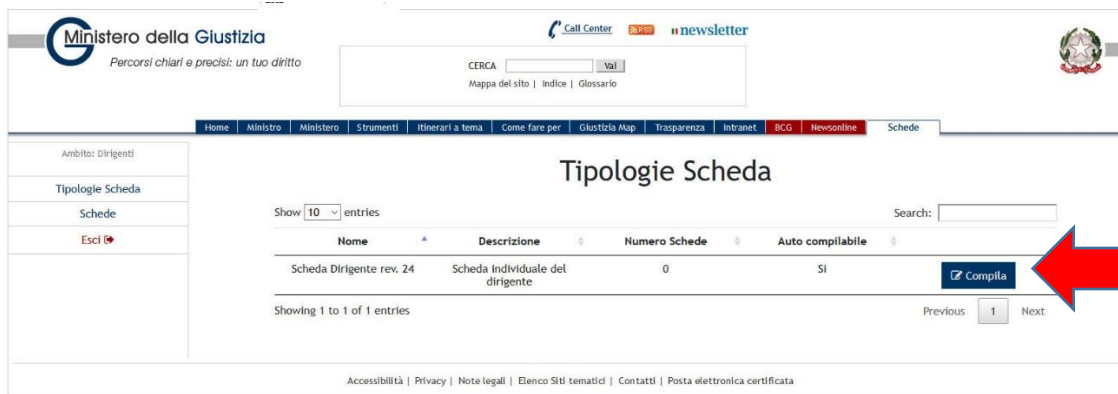 Ministero della Giustizia
Percorsi chiari e precisi: un tuo diritto
Call Center RSS newsletter
CERCA Vai
Mappa del sito | Indice | Glossario
Home Ministro Ministero Strumenti Itinerari a tema Come fare per Giustizia Map Trasparenza Intranet BCG Newsonline Schede
Ambito: Dirigenti
Tipologie Scheda
Schede
Esci
Tipologie Scheda
Show 10 entries Search:
Nome Descrizione Numero Schede Auto compilabile
Scheda Dirigente rev. 24 Scheda individuale del dirigente 0 Si Compila
Showing 1 to 1 of 1 entries Previous 1 Next
Accessibilità | Privacy | Note legali | Elenco Siti tematici | Contatti | Posta elettronica certificata